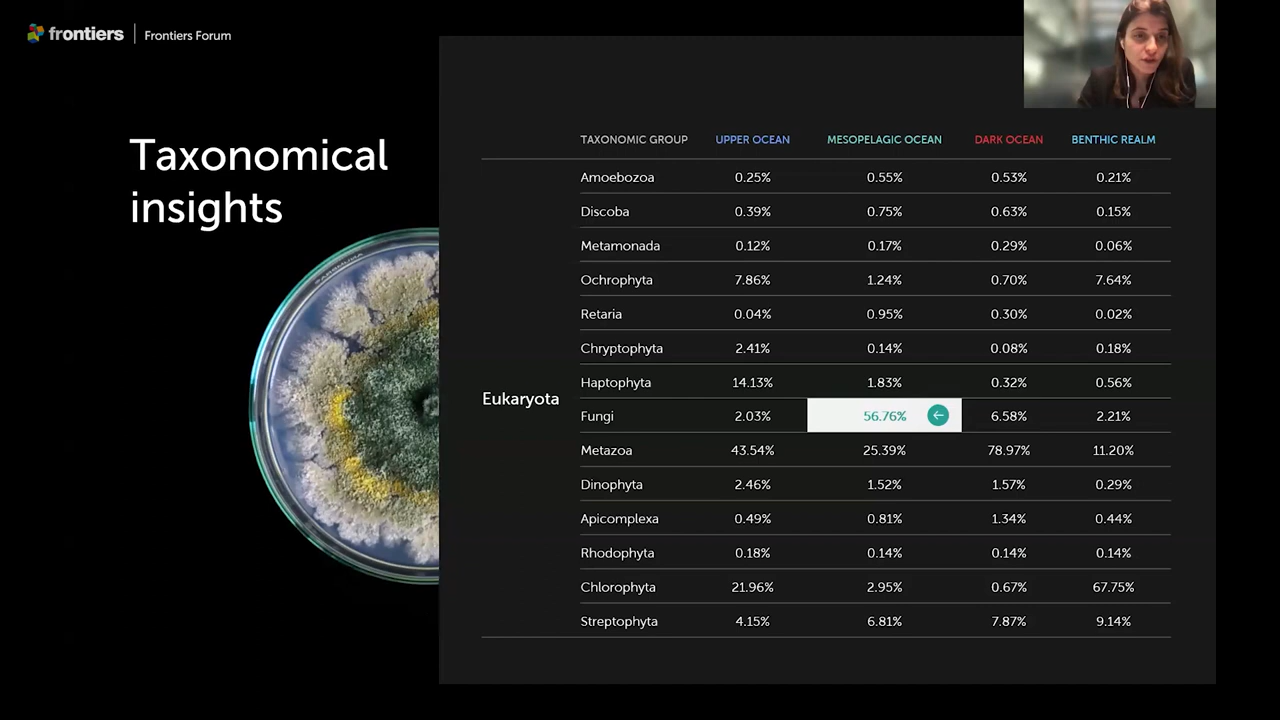 frontiers | Frontiers Forum
Taxonomical
insights
TAXONOMIC GROUP UPPER OCEAN MESOPELAGIC OCEAN DARK OCEAN BENTHIC REALM
Amoebozoa 0.25% 0.55% 0.53% 0.21%
Discoba 0.39% 0.75% 0.63% 0.15%
Metamonada 0.12% 0.17% 0.29% 0.06%
Ochrophyta 7.86% 1.24% 0.70% 7.64%
Retaria 0.04% 0.95% 0.30% 0.02%
Chryptophyta 2.41% 0.14% 0.08% 0.18%
Haptophyta 14.13% 1.83% 0.32% 0.56%
Eukaryota
Fungi 2.03% 56.76% 6.58% 2.21%
Metazoa 43.54% 25.39% 78.97% 11.20%
Dinophyta 2.46% 1.52% 1.57% 0.29%
Apicomplexa 0.49% 0.81% 1.34% 0.44%
Rhodophyta 0.18% 0.14% 0.14% 0.14%
Chlorophyta 21.96% 2.95% 0.67% 67.75%
Streptophyta 4.15% 6.81% 7.87% 9.14%